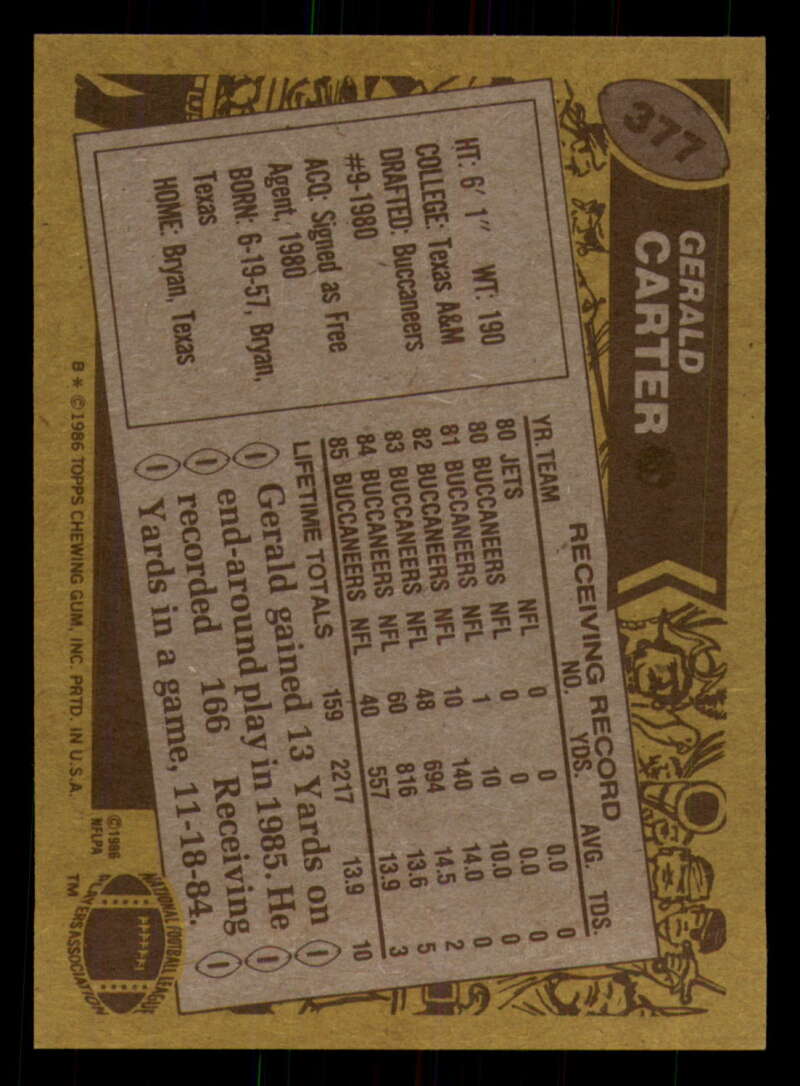 377
GERALD
CARTER
HT: 6' 1" WT: 190
COLLEGE: Texas A&M
DRAFTED: Buccaneers
#9-1980
ACQ: Signed as Free
Agent, 1980
BORN: 6-19-57, Bryan,
Texas
HOME: Bryan, Texas
RECEIVING RECORD
YR. TEAM NO. YDS. AVG. TDS.
80 JETS NFL 0 0 0.0 0
80 BUCCANEERS NFL 0 0 0.0 0
81 BUCCANEERS NFL 1 10 10.0 0
82 BUCCANEERS NFL 10 140 14.0 0
83 BUCCANEERS NFL 48 694 14.5 2
84 BUCCANEERS NFL 60 816 13.6 5
85 BUCCANEERS NFL 40 557 13.9 3
LIFETIME TOTALS 159 2217 13.9 10
Gerald gained 13 Yards on
end-around play in 1985. He
recorded 166 Receiving
Yards in a game, 11-18-84.
©1986
NFLPA
NATIONAL FOOTBALL LEAGUE
PLAYERS ASSOCIATION
TM
B * ©1986 TOPPS CHEWING GUM, INC. PRTD. IN U.S.A.